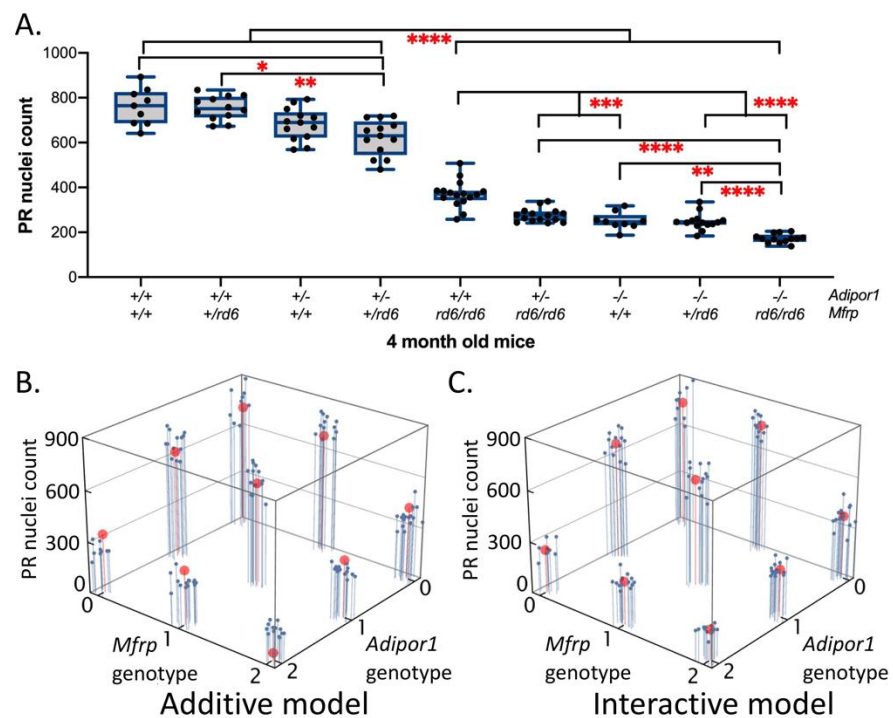 A.
****
1000
*
**
***
****
800
600
****
**
****
400
200
0
PR nuclei count
+/+ +/+ +/- +/- +/+ +/- -/- -/- -/- Adipor1
+/+ +/rd6 +/+ +/rd6 rd6/rd6 rd6/rd6 +/+ +/rd6 rd6/rd6 Mfrp
4 month old mice
B.
900
600
300
0
PR nuclei count
0
1
2
Mfrp
genotype
2
1
0
Adipor1
genotype
Additive model
C.
900
600
300
0
PR nuclei count
0
1
2
Mfrp
genotype
2
1
0
Adipor1
genotype
Interactive model